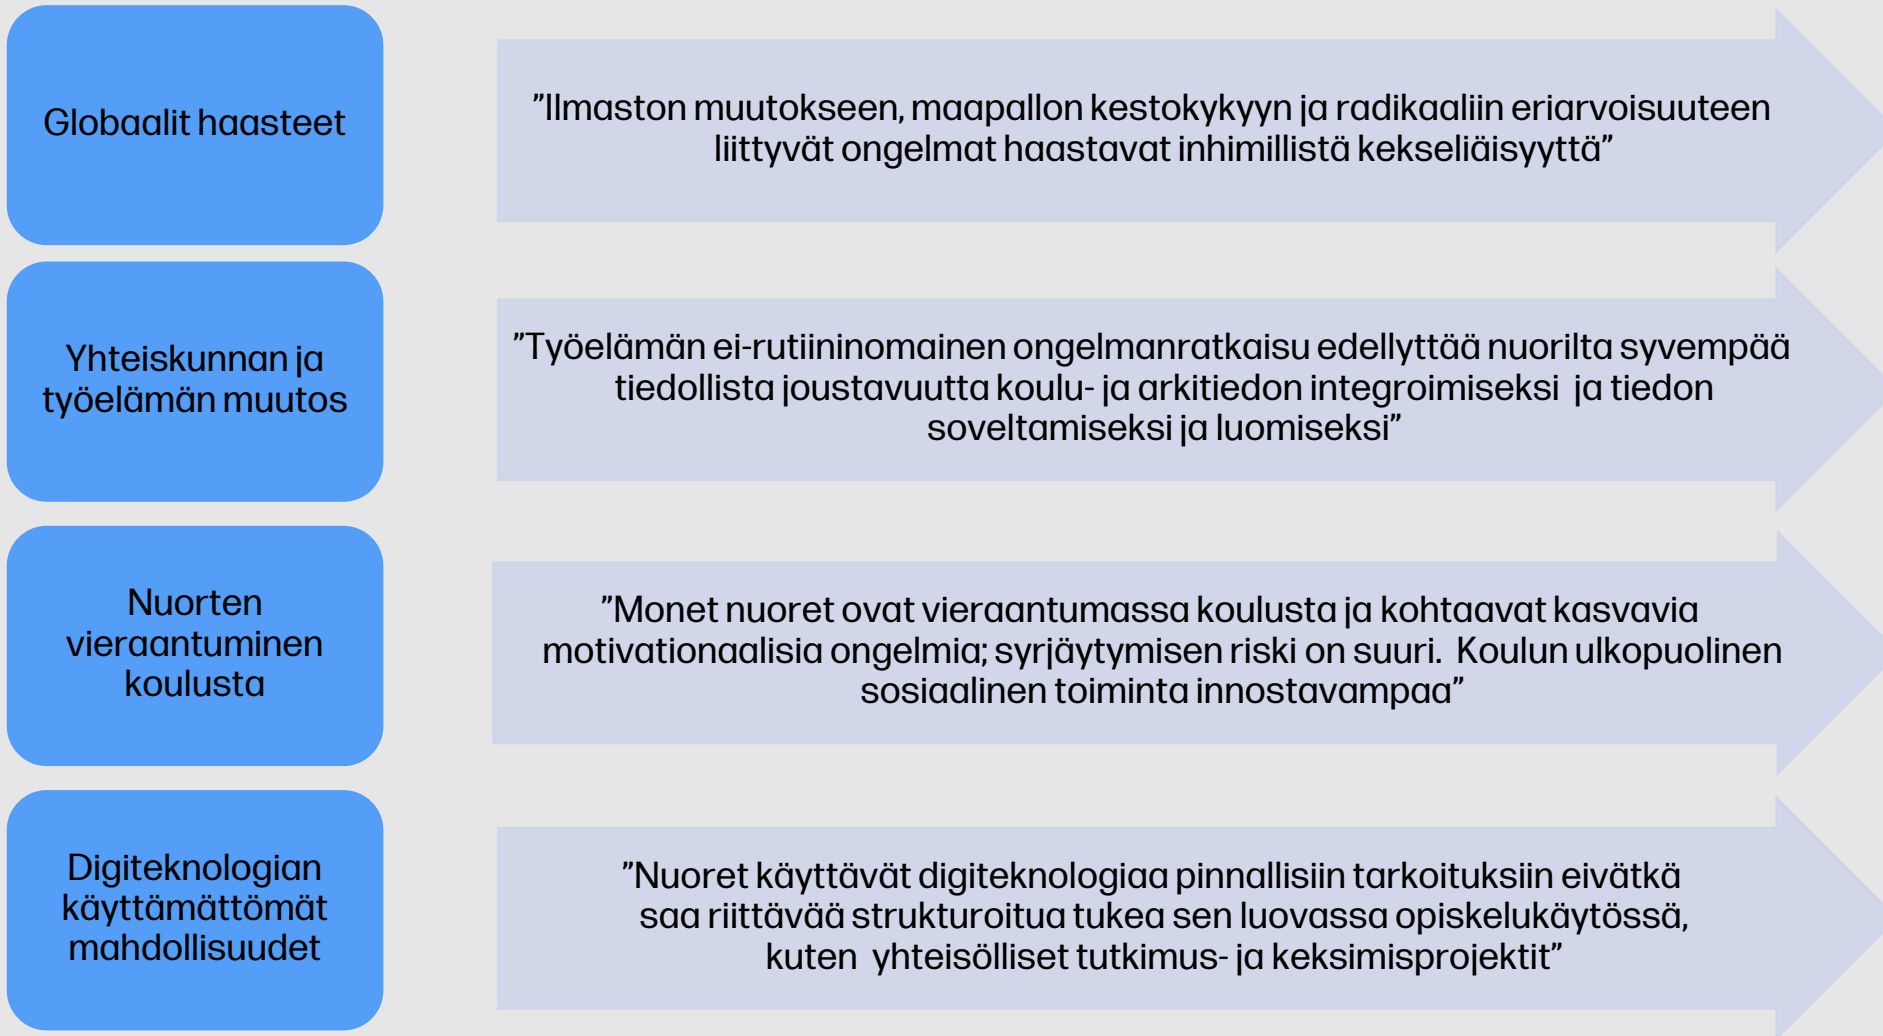 Globaalit haasteet
”Ilmaston muutokseen, maapallon kestokykyyn ja radikaaliin eriarvoisuuteen
liittyvät ongelmat haastavat inhimillistä kekseliäisyyttä”
Yhteiskunnan ja
työelämän muutos
”Työelämän ei-rutiininomainen ongelmanratkaisu edellyttää nuorilta syvempää
tiedollista joustavuutta koulu- ja arkitiedon integroimiseksi  ja tiedon
soveltamiseksi ja luomiseksi”
Nuorten
vieraantuminen
koulusta
”Monet nuoret ovat vieraantumassa koulusta ja kohtaavat kasvavia
motivationaalisia ongelmia; syrjäytymisen riski on suuri.  Koulun ulkopuolinen
sosiaalinen toiminta innostavampaa”
Digiteknologian
käyttämättömät
mahdollisuudet
”Nuoret käyttävät digiteknologiaa pinnallisiin tarkoituksiin eivätkä
saa riittävää strukturoitua tukea sen luovassa opiskelukäytössä,
kuten  yhteisölliset tutkimus- ja keksimisprojektit”